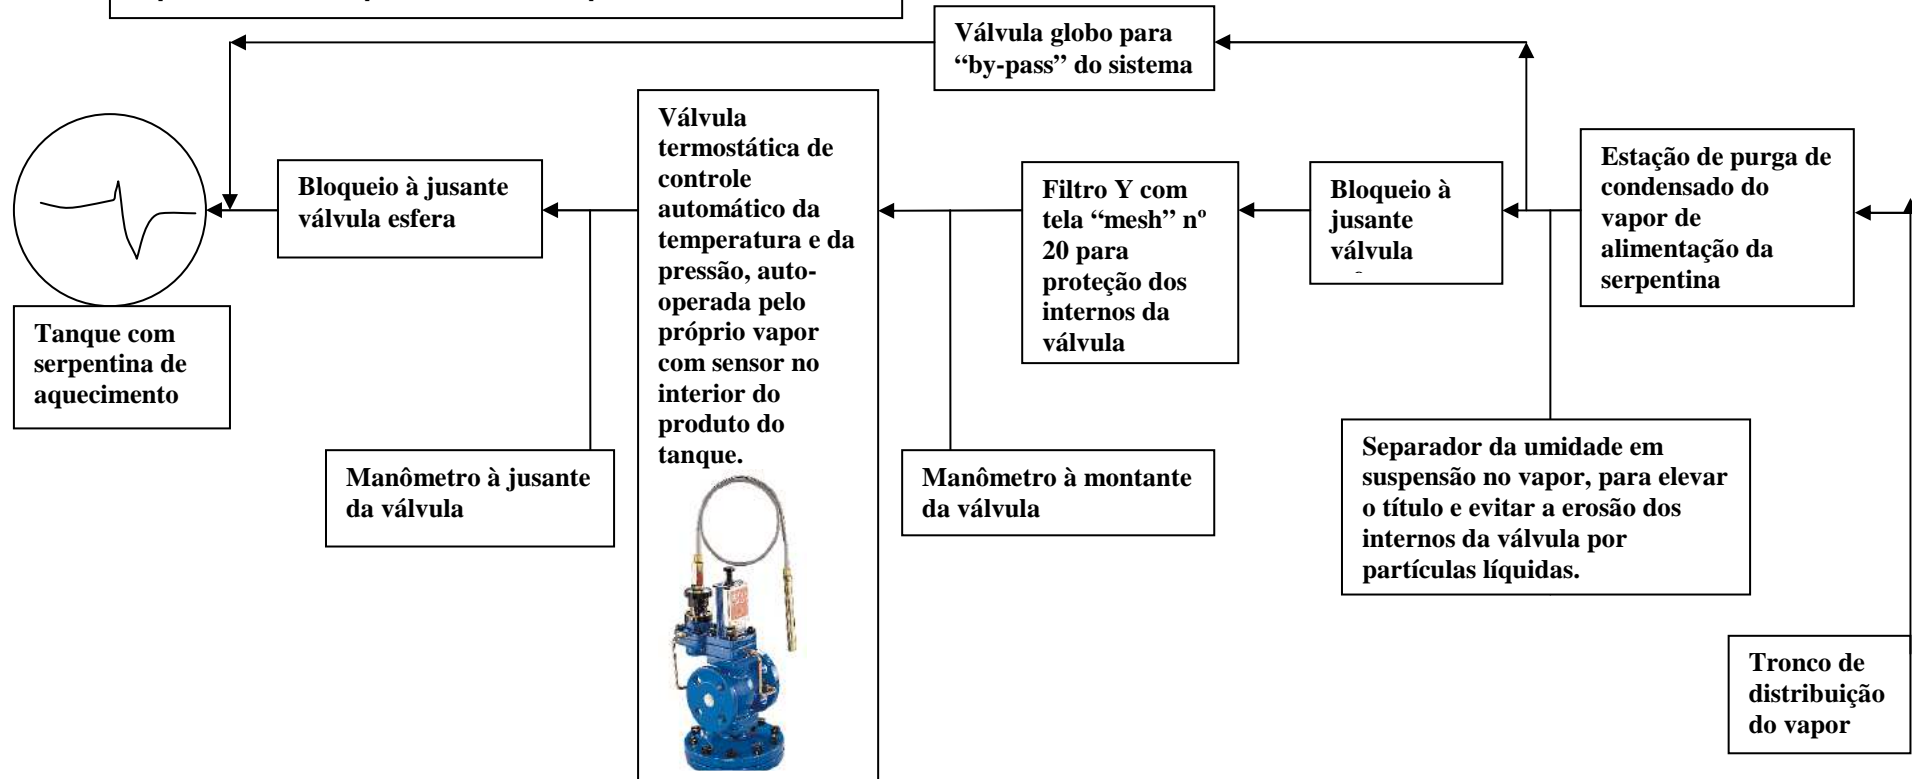 Válvula globo para
“by-pass” do sistema
Válvula
termostática de
controle
automático da
temperatura e da
pressão, auto-
operada pelo
próprio vapor
com sensor no
interior do
produto do
tanque.
Estação de purga de
condensado do
vapor de
alimentação da
serpentina
Bloqueio à jusante
válvula esfera
Filtro Y com
tela “mesh” nº
20 para
proteção dos
internos da
válvula
Bloqueio à
jusante
válvula
Tanque com
serpentina de
aquecimento
Manômetro à jusante
da válvula
Manômetro à montante
da válvula
Separador da umidade em
suspensão no vapor, para elevar
o título e evitar a erosão dos
internos da válvula por
partículas líquidas.
Tronco de
distribuição
do vapor